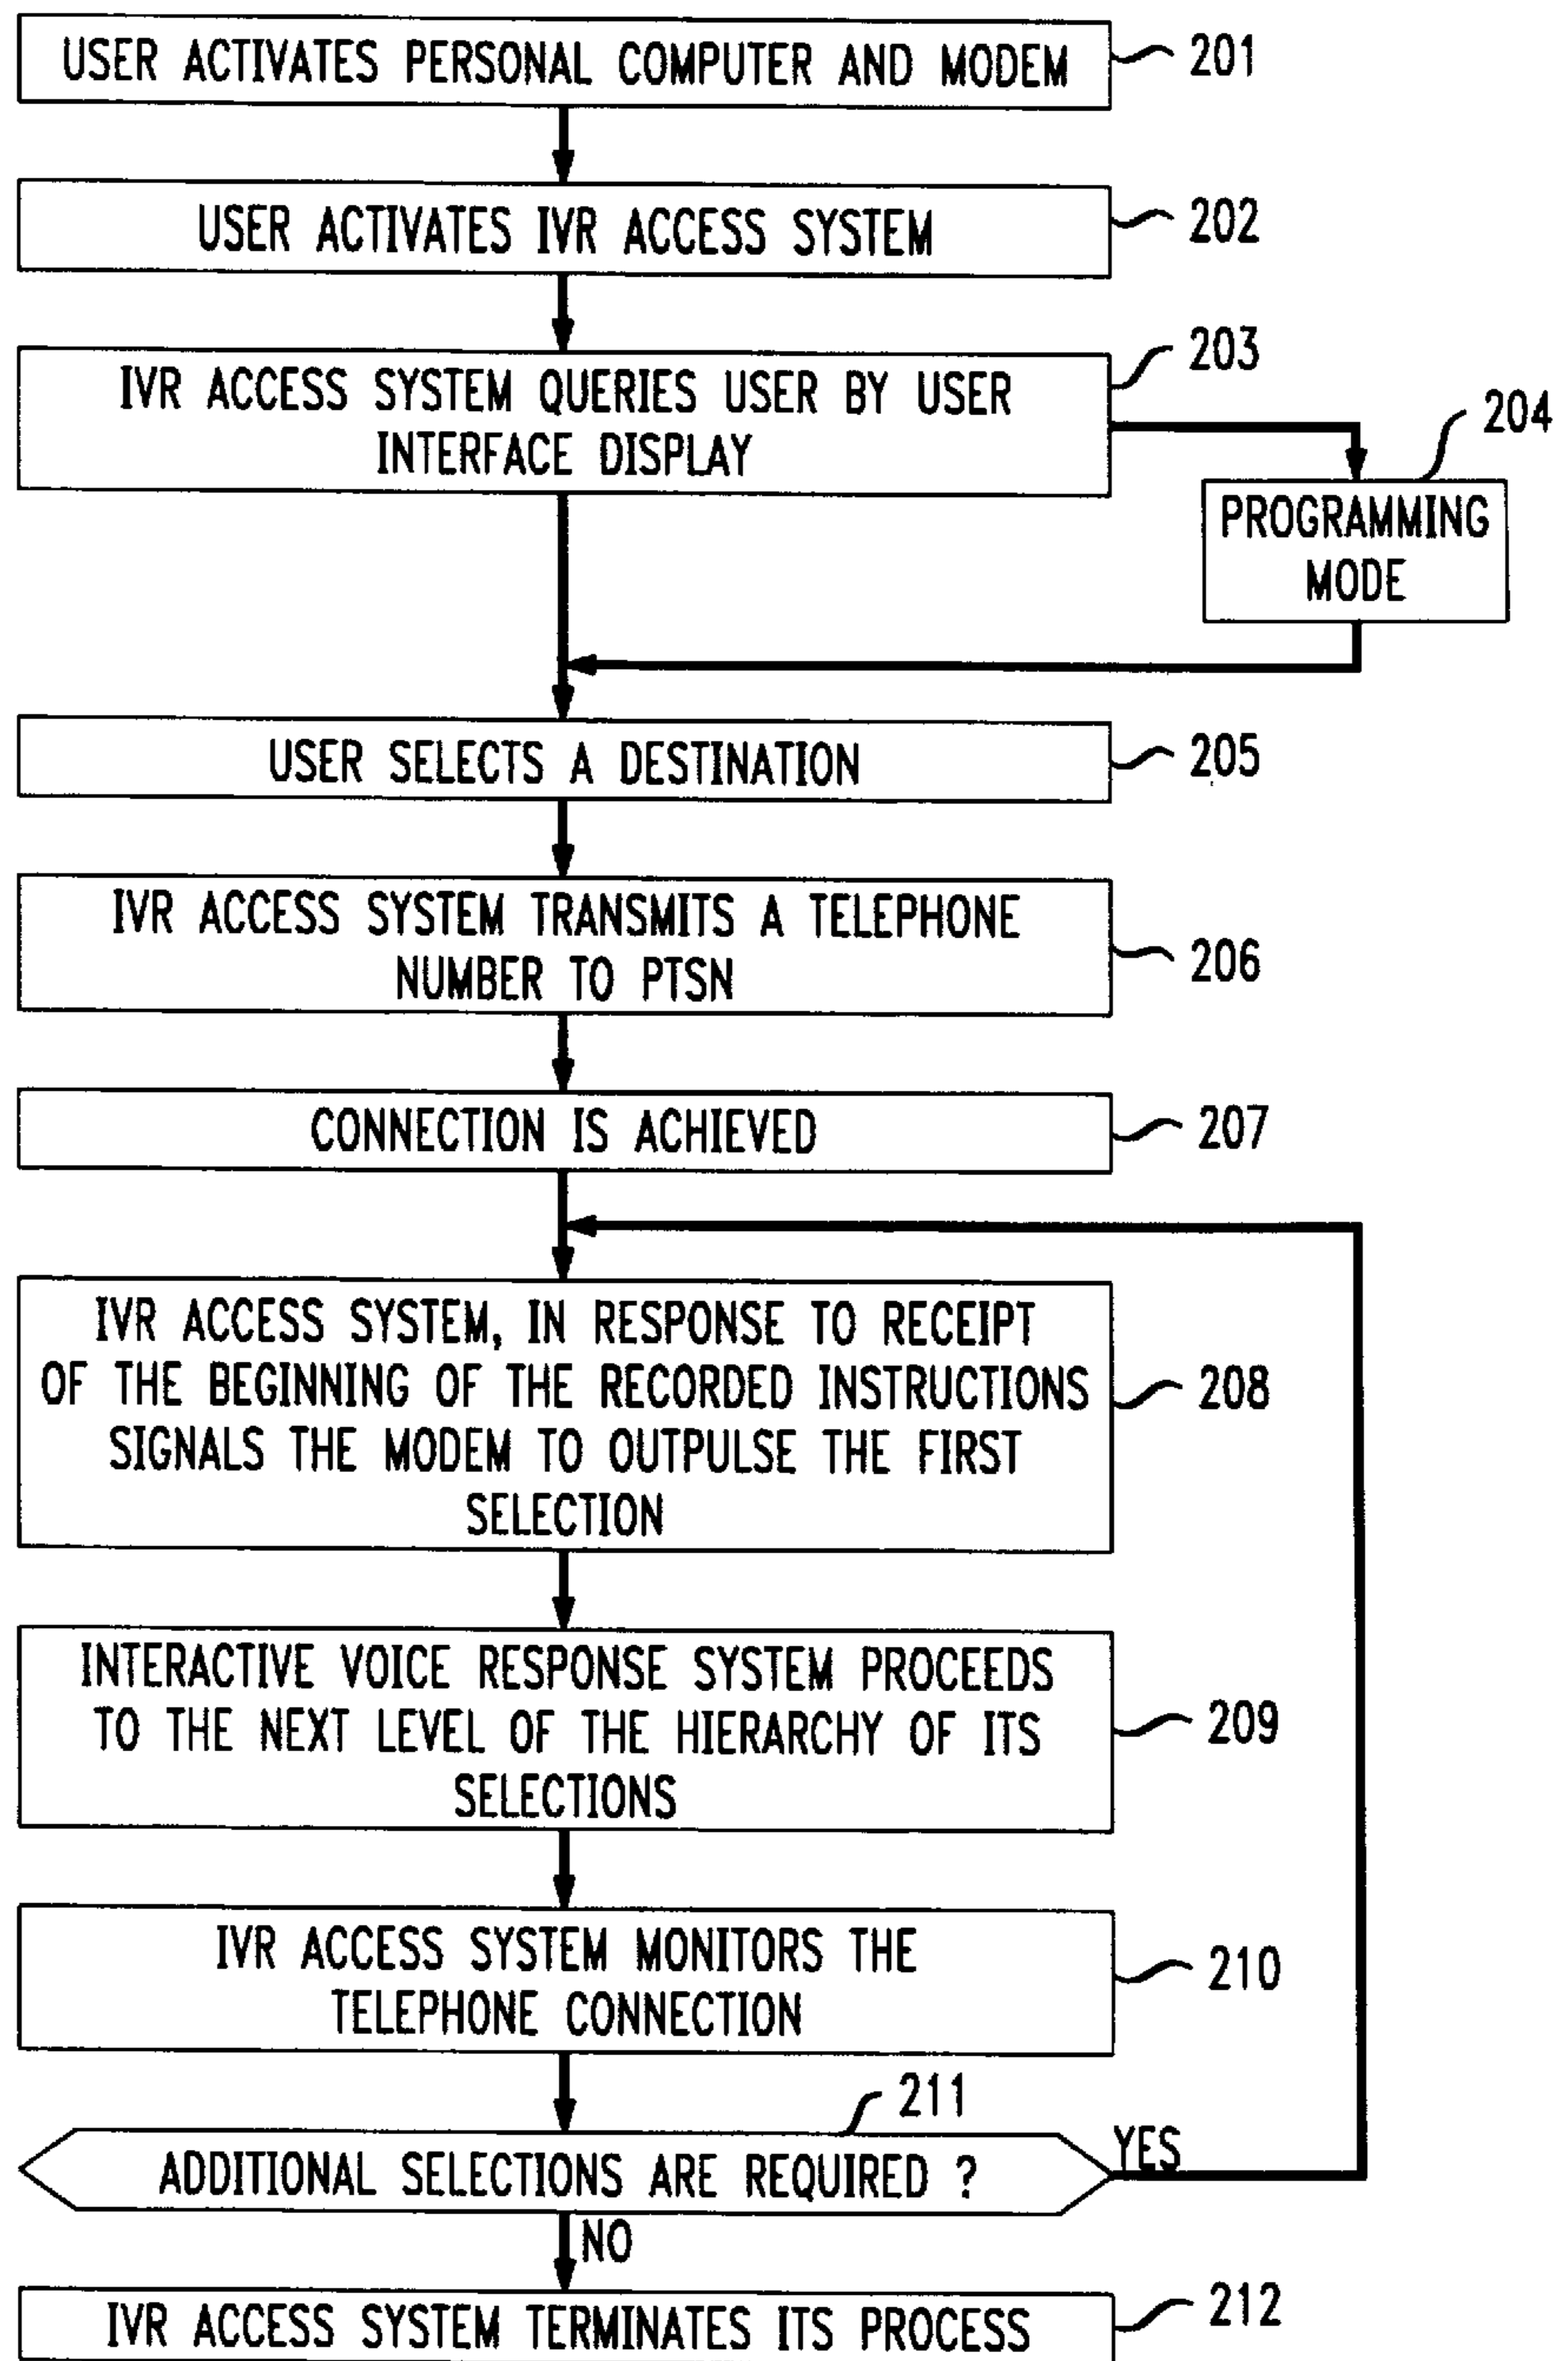 USER ACTIVATES PERSONAL COMPUTER AND MODEM
201
USER ACTIVATES IVR ACCESS SYSTEM
202
IVR ACCESS SYSTEM QUERIES USER BY USER
INTERFACE DISPLAY
203
204
PROGRAMMING
MODE
USER SELECTS A DESTINATION
205
IVR ACCESS SYSTEM TRANSMITS A TELEPHONE
NUMBER TO PTSN
206
CONNECTION IS ACHIEVED
207
IVR ACCESS SYSTEM, IN RESPONSE TO RECEIPT
OF THE BEGINNING OF THE RECORDED INSTRUCTIONS
SIGNALS THE MODEM TO OUTPULSE THE FIRST
SELECTION
208
INTERACTIVE VOICE RESPONSE SYSTEM PROCEEDS
TO THE NEXT LEVEL OF THE HIERARCHY OF ITS
SELECTIONS
209
IVR ACCESS SYSTEM MONITORS THE
TELEPHONE CONNECTION
210
211
ADDITIONAL SELECTIONS ARE REQUIRED ?
YES
NO
IVR ACCESS SYSTEM TERMINATES ITS PROCESS
212